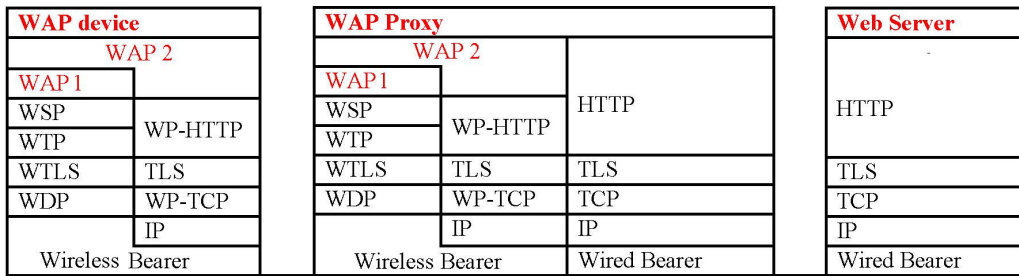 WAP device
WAP 2
WAP 1
WSP
WP-HTTP
WTP
WTLS TLS
WDP WP-TCP
IP
Wireless Bearer
WAP Proxy
WAP 2
WAP1
HTTP
WSP
WP-HTTP
WTP
WTLS TLS TLS
WDP WP-TCP TCP
IP IP
Wireless Bearer Wired Bearer
Web Server
-
HTTP
TLS
TCP
IP
Wired Bearer